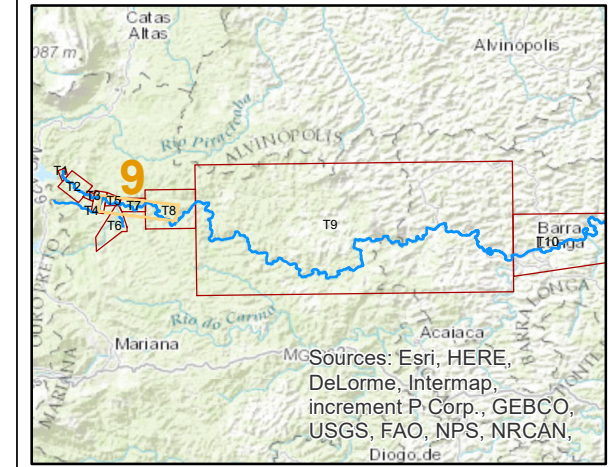 Catas
Altas
087 m
Alvinópolis
Rio Piracicaba
ALVINÓPOLIS
9
T1
T2
T3
T5
T4
T7
T8
T6
T9
Barra
Longa
T10
OURO PRETO
Rio do Carmo
Mariana
MARIANA
Acaiaca
BARRA LONGA
Sources: Esri, HERE,
DeLorme, Intermap,
increment P Corp., GEBCO,
USGS, FAO, NPS, NRCAN,
Diogo de